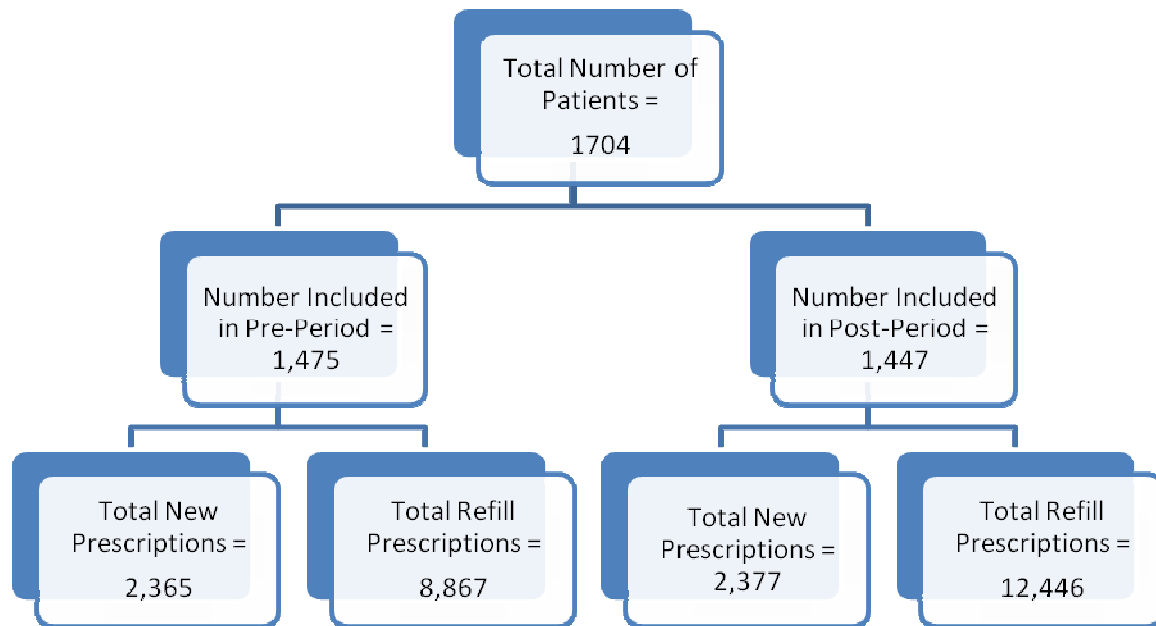 Total Number of
Patients =
1704
Number Included
in Pre-Period =
1,475
Number Included
in Post-Period =
1,447
Total New
Prescriptions =
2,365
Total Refill
Prescriptions =
8,867
Total New
Prescriptions =
2,377
Total Refill
Prescriptions =
12,446